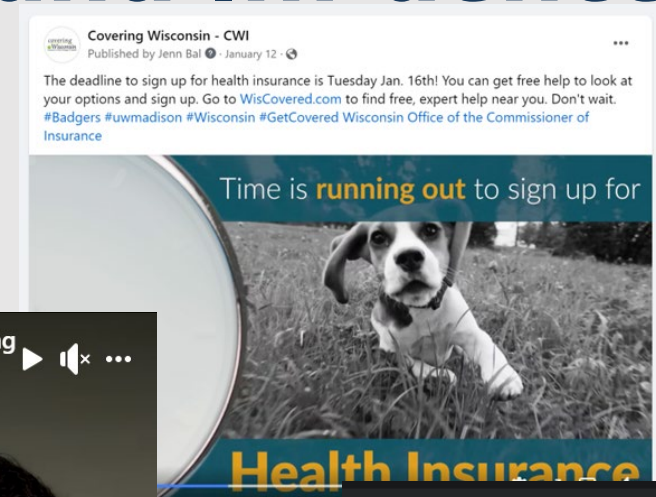 Covering Wisconsin - CWI
Published by Jenn Bal · January 12 ·
The deadline to sign up for health insurance is Tuesday Jan. 16th! You can get free help to look at
your options and sign up. Go to WisCovered.com to find free, expert help near you. Don't wait.
#Badgers #uwmadison #Wisconsin #GetCovered Wisconsin Office of the Commissioner of
Insurance
Time is running out to sign up for
Health Insurance